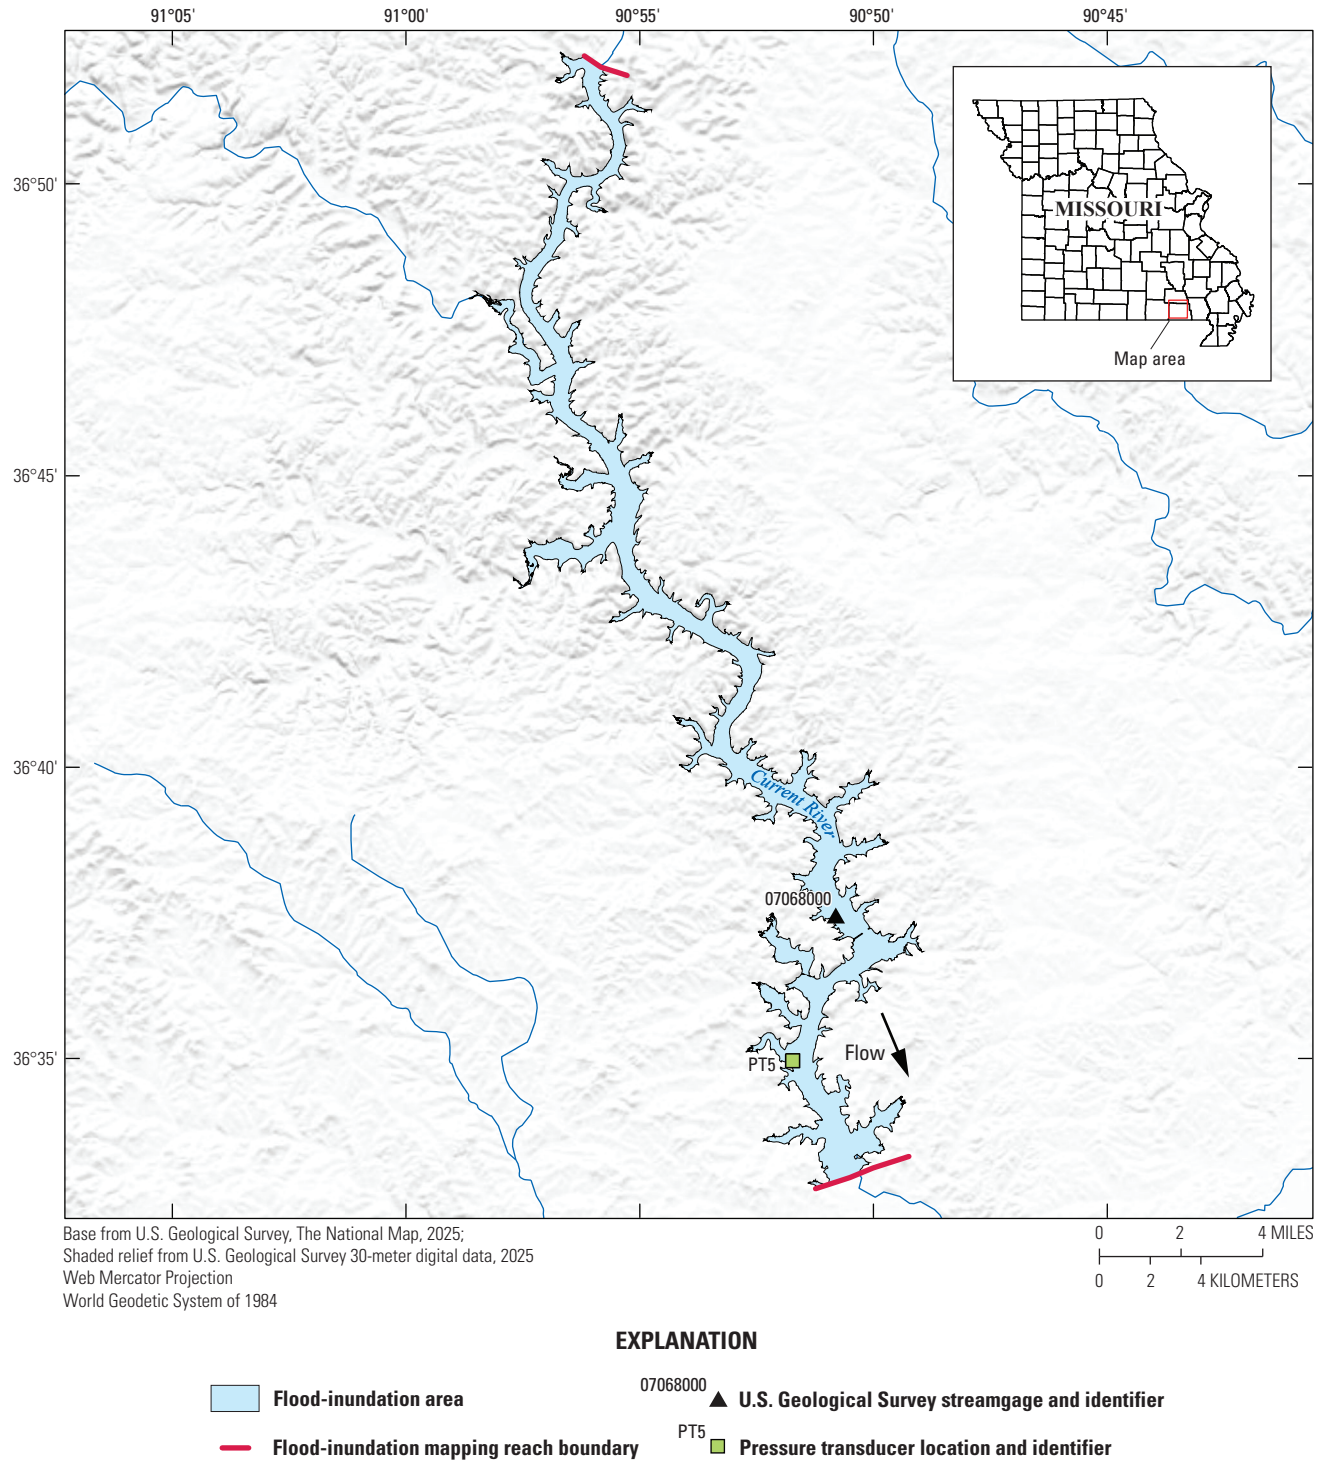 91°05'
91°00'
90°55'
90°50'
90°45'
36°50'
36°45'
36°40'
36°35'
MISSOURI
Map area
Current River
07068000
PT5
Flow
Base from U.S. Geological Survey, The National Map, 2025;
Shaded relief from U.S. Geological Survey 30-meter digital data, 2025
Web Mercator Projection
World Geodetic System of 1984
0 2 4 MILES
0 2 4 KILOMETERS
EXPLANATION
Flood-inundation area
Flood-inundation mapping reach boundary
07068000
U.S. Geological Survey streamgage and identifier
PT5
Pressure transducer location and identifier